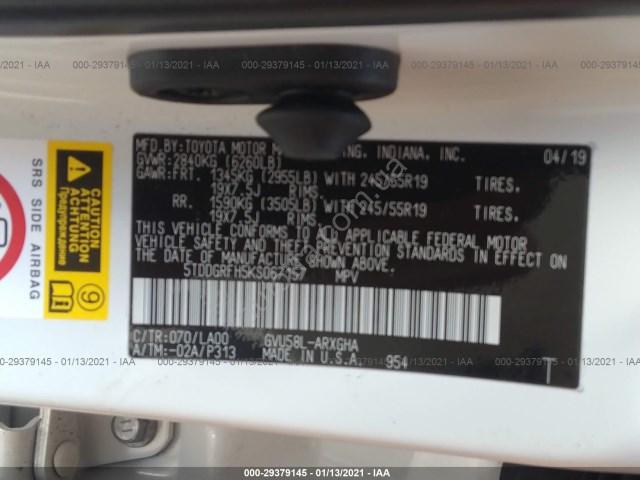 000-29379145 - 01/13/2021 - IAA
MFD. BY: TOYOTA MOTOR ING, INDIANA, INC. 04/19
GVWR: 2840KG (6260LB)
GAWR: FRT. 1345KG (2955LB) WITH 245/55R19 TIRES,
19X7.5J RIMS,
RR. 1590KG (3505LB) WITH 245/55R19 TIRES,
19X7.5J RIMS,
THIS VEHICLE CONFORMS TO ALL APPLICABLE FEDERAL MOTOR
VEHICLE SAFETY AND THEFT PREVENTION STANDARDS IN EFFECT ON
THE DATE OF MANUFACTURE SHOWN ABOVE.
MPV
C/TR: 070/LA00 GVU58L-ARXGHA
A/TM: -02A/P313 MADE IN U.S.A. 954 T
SRS SIDE AIRBAG
CAUTION
ACHTUNG
Предупреждение
9
000-29379145 - 01/13/2021 - IAA